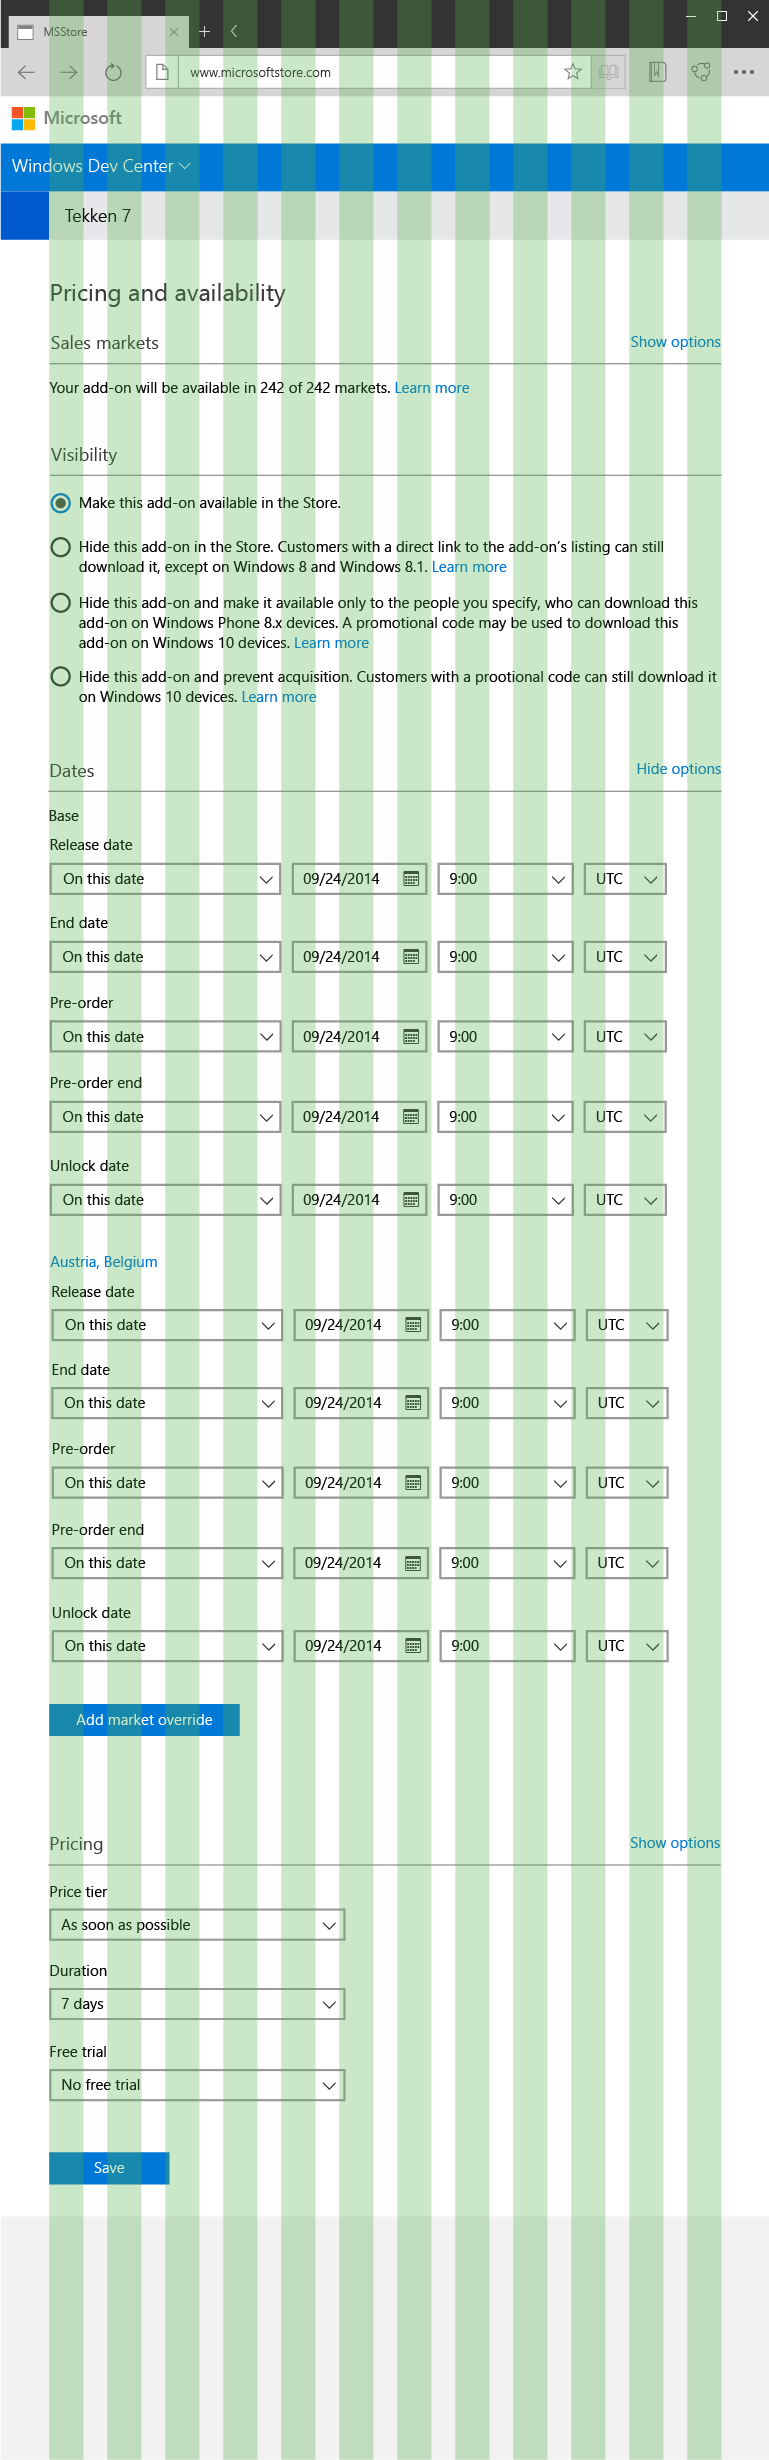 MSStore
www.microsoftstore.com
Microsoft
Windows Dev Center
Tekken 7
Pricing and availability
Sales markets
Show options
Your add-on will be available in 242 of 242 markets. Learn more
Visibility
Make this add-on available in the Store.
Hide this add-on in the Store. Customers with a direct link to the add-on's listing can still
download it, except on Windows 8 and Windows 8.1. Learn more
Hide this add-on and make it available only to the people you specify, who can download this
add-on on Windows Phone 8.x devices. A promotional code may be used to download this
add-on on Windows 10 devices. Learn more
Hide this add-on and prevent acquisition. Customers with a prootional code can still download it
on Windows 10 devices. Learn more
Dates
Hide options
Base
Release date
On this date 09/24/2014 9:00 UTC
End date
On this date 09/24/2014 9:00 UTC
Pre-order
On this date 09/24/2014 9:00 UTC
Pre-order end
On this date 09/24/2014 9:00 UTC
Unlock date
On this date 09/24/2014 9:00 UTC
Austria, Belgium
Release date
On this date 09/24/2014 9:00 UTC
End date
On this date 09/24/2014 9:00 UTC
Pre-order
On this date 09/24/2014 9:00 UTC
Pre-order end
On this date 09/24/2014 9:00 UTC
Unlock date
On this date 09/24/2014 9:00 UTC
Add market override
Pricing
Show options
Price tier
As soon as possible
Duration
7 days
Free trial
No free trial
Save